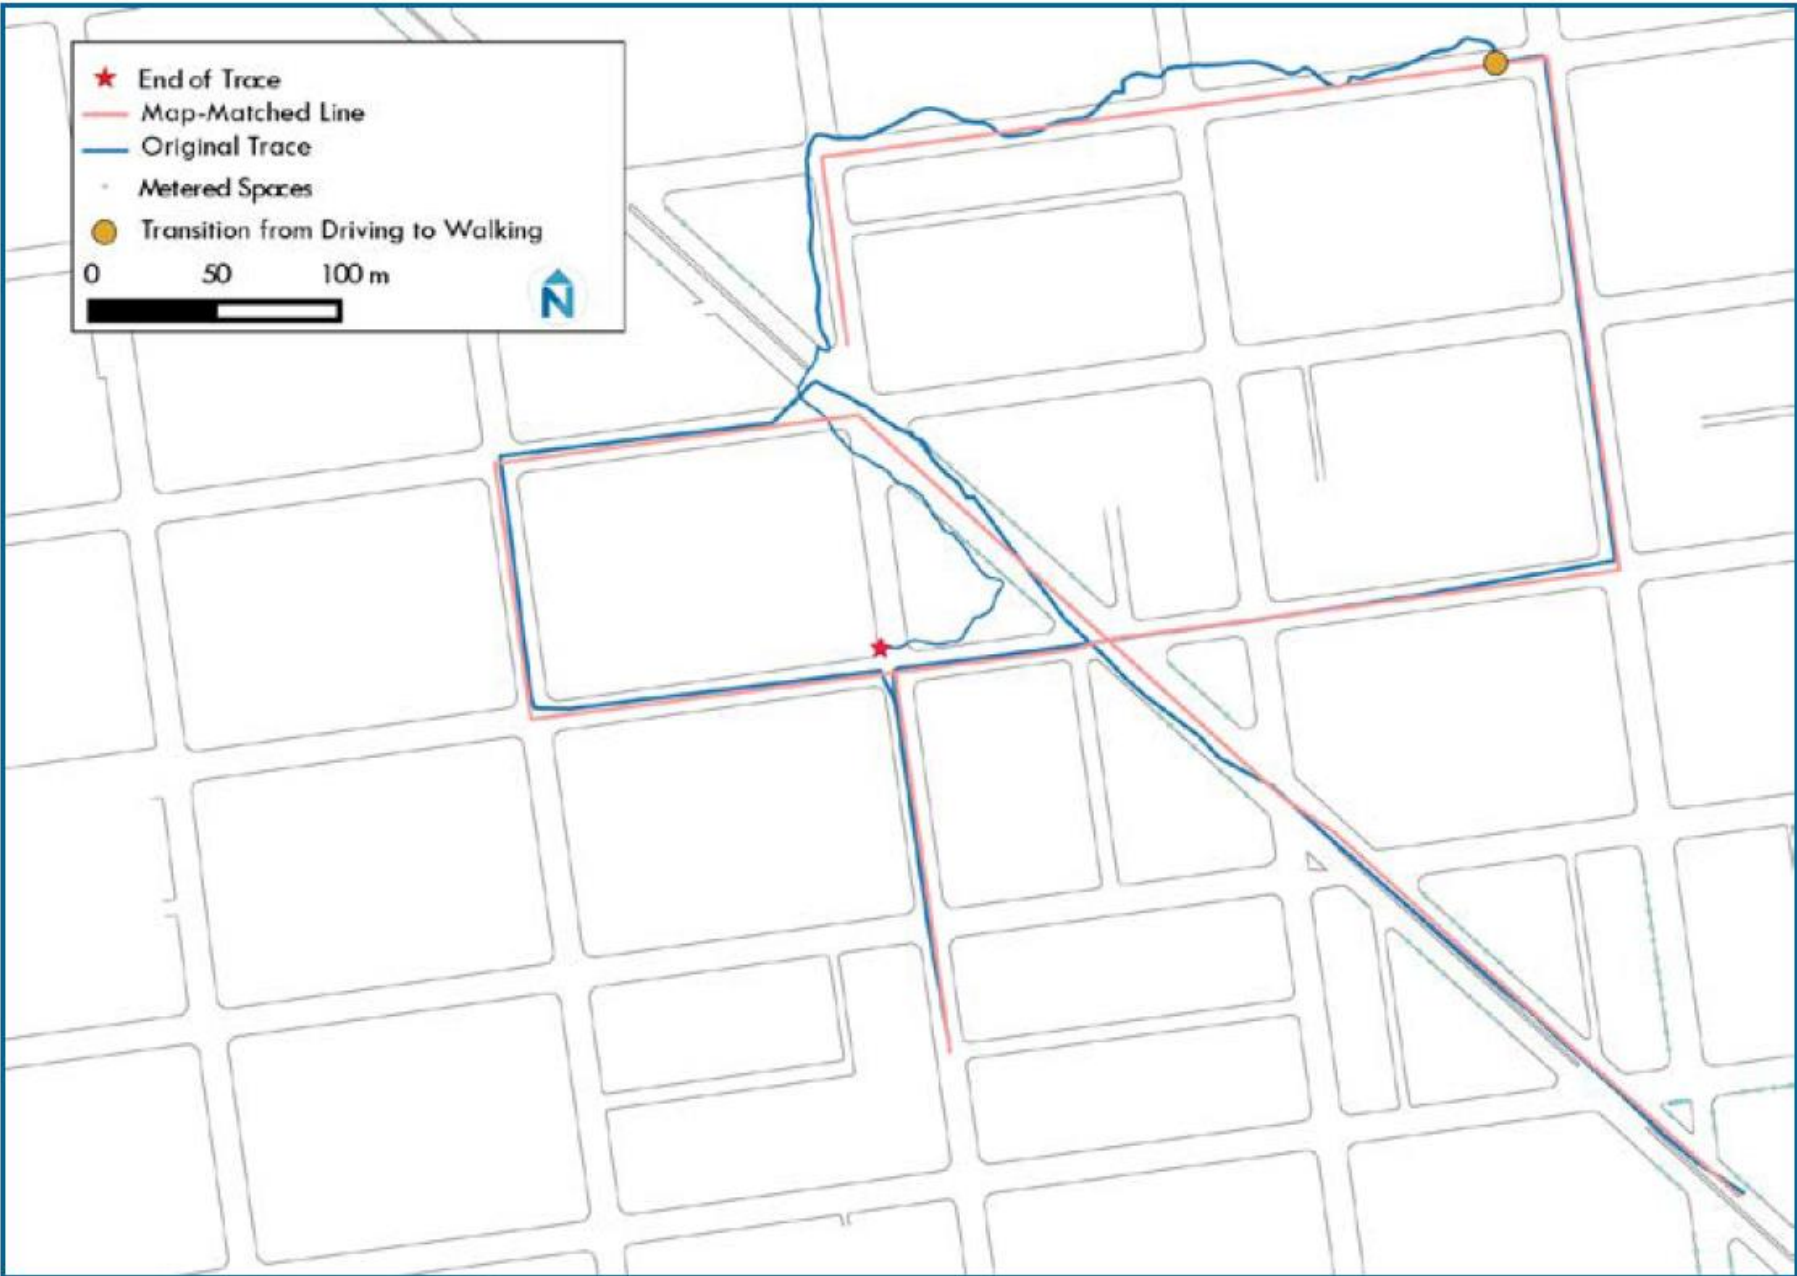 End of Trace
Map-Matched Line
Original Trace
Metered Spaces
Transition from Driving to Walking
0 50 100 m
N